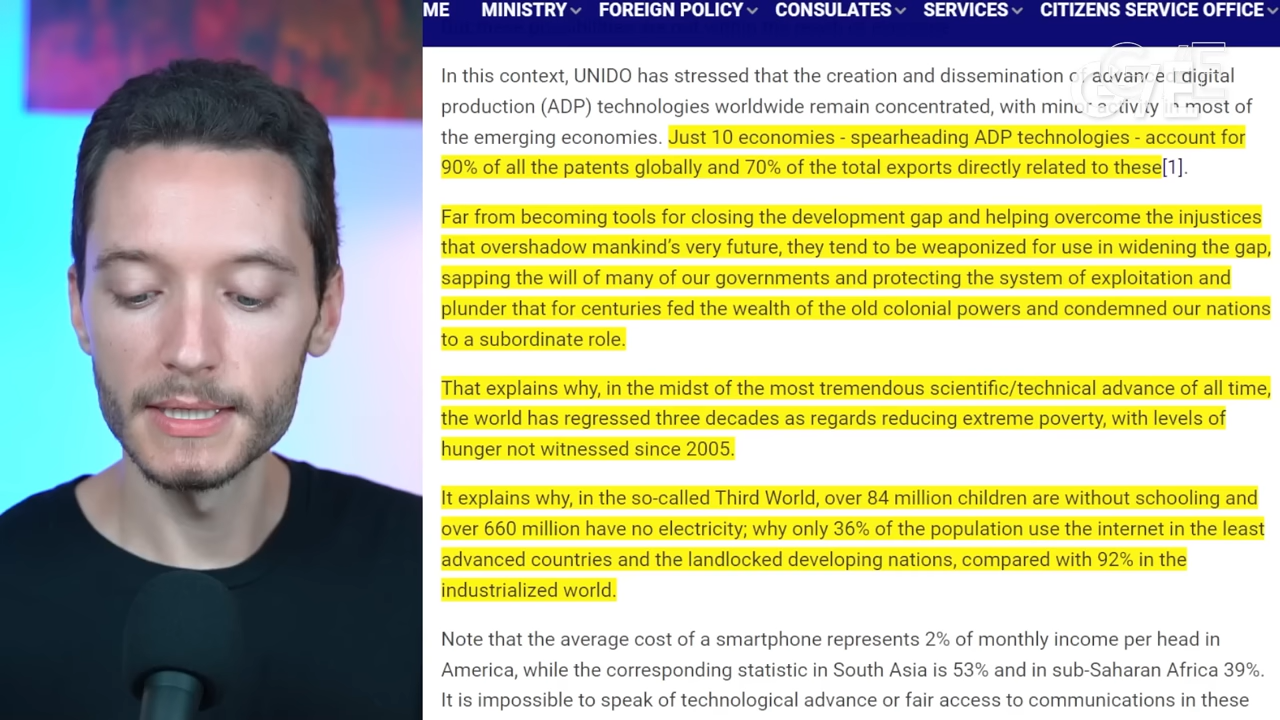 ME MINISTRY FOREIGN POLICY CONSULATES SERVICES CITIZENS SERVICE OFFICE
In this context, UNIDO has stressed that the creation and dissemination of advanced digital
production (ADP) technologies worldwide remain concentrated, with minor activity in most of
the emerging economies. Just 10 economies - spearheading ADP technologies - account for
90% of all the patents globally and 70% of the total exports directly related to these[1].
Far from becoming tools for closing the development gap and helping overcome the injustices
that overshadow mankind’s very future, they tend to be weaponized for use in widening the gap,
sapping the will of many of our governments and protecting the system of exploitation and
plunder that for centuries fed the wealth of the old colonial powers and condemned our nations
to a subordinate role.
That explains why, in the midst of the most tremendous scientific/technical advance of all time,
the world has regressed three decades as regards reducing extreme poverty, with levels of
hunger not witnessed since 2005.
It explains why, in the so-called Third World, over 84 million children are without schooling and
over 660 million have no electricity; why only 36% of the population use the internet in the least
advanced countries and the landlocked developing nations, compared with 92% in the
industrialized world.
Note that the average cost of a smartphone represents 2% of monthly income per head in
America, while the corresponding statistic in South Asia is 53% and in sub-Saharan Africa 39%.
It is impossible to speak of technological advance or fair access to communications in these